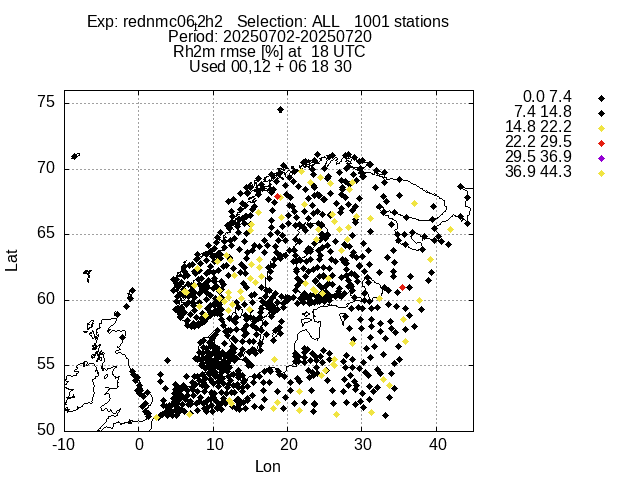 Exp: rednmc06,2h2   Selection: ALL   1001 stations
Period: 20250702-20250720
Rh2m rmse [%] at  18 UTC
Used 00,12 + 06 18 30
0.0 7.4
7.4 14.8
14.8 22.2
22.2 29.5
29.5 36.9
36.9 44.3
75
70
65
60
55
50
Lat
-10 0 10 20 30 40
Lon